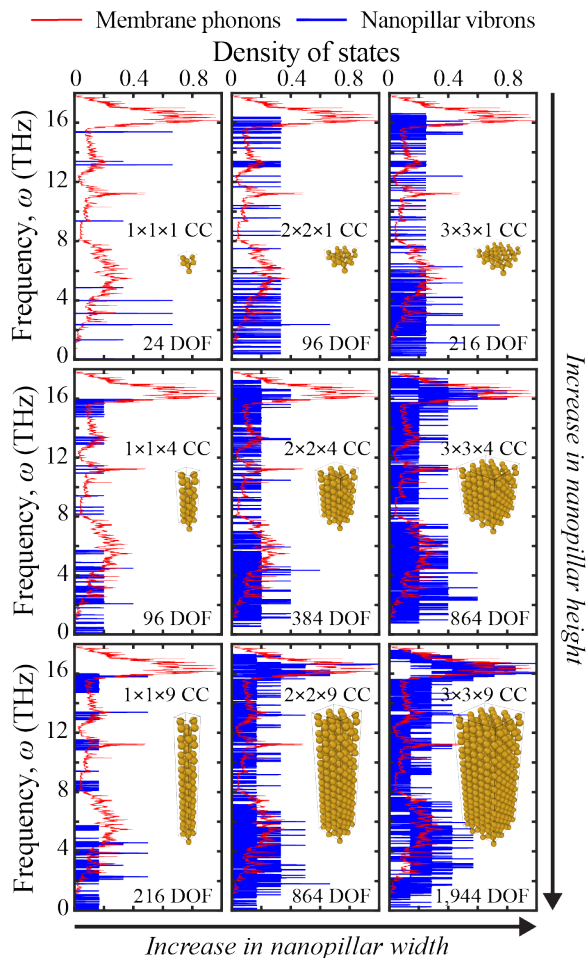 Membrane phonons Nanopillar vibrons
Density of states
0 0.4 0.8 0 0.4 0.8 0 0.4 0.8
Frequency, ω (THz)
16
12
8
4
0
1×1×1 CC
24 DOF
2×2×1 CC
96 DOF
3×3×1 CC
216 DOF
Frequency, ω (THz)
16
12
8
4
0
1×1×4 CC
96 DOF
2×2×4 CC
384 DOF
3×3×4 CC
864 DOF
Frequency, ω (THz)
16
12
8
4
0
1×1×9 CC
216 DOF
2×2×9 CC
864 DOF
3×3×9 CC
1,944 DOF
Increase in nanopillar height
Increase in nanopillar width